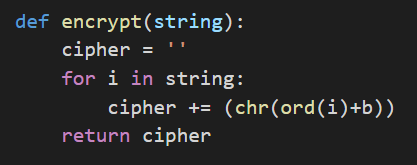 def encrypt(string):
    cipher = ''
    for i in string:
        cipher += (chr(ord(i)+b))
    return cipher